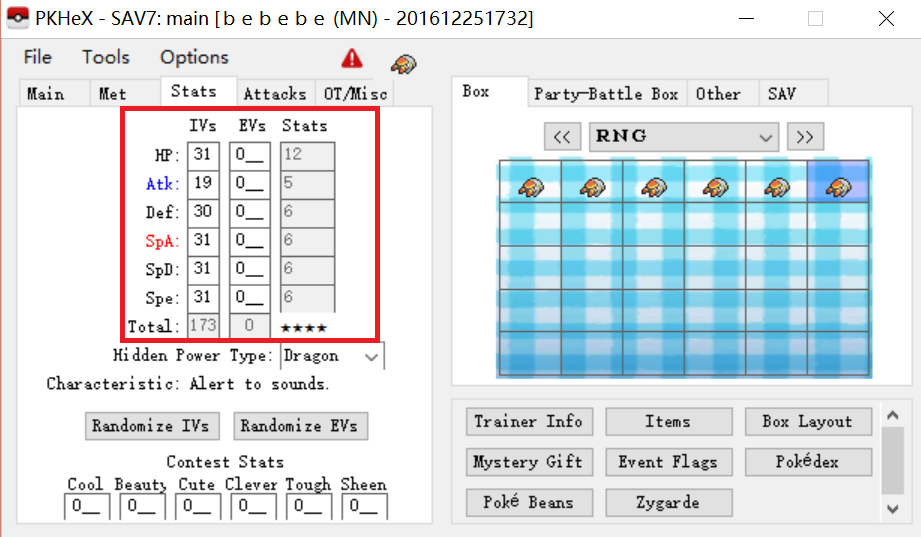 PKHeX - SAV7: main [ｂｅｂｅｂｅ (MN) - 201612251732]
File Tools Options
Main Met Stats Attacks OT/Misc
IVs EVs Stats
HP: 31 0__ 12
Atk: 19 0__ 5
Def: 30 0__ 6
SpA: 31 0__ 6
SpD: 31 0__ 6
Spe: 31 0__ 6
Total: 173 0 ★★★★
Hidden Power Type: Dragon
Characteristic: Alert to sounds.
Randomize IVs Randomize EVs
Contest Stats
Cool Beauty Cute Clever Tough Sheen
0__ 0__ 0__ 0__ 0__ 0__
Box Party-Battle Box Other SAV
<< RNG >>
Trainer Info Items Box Layout
Mystery Gift Event Flags Pokédex
Poké Beans Zygarde